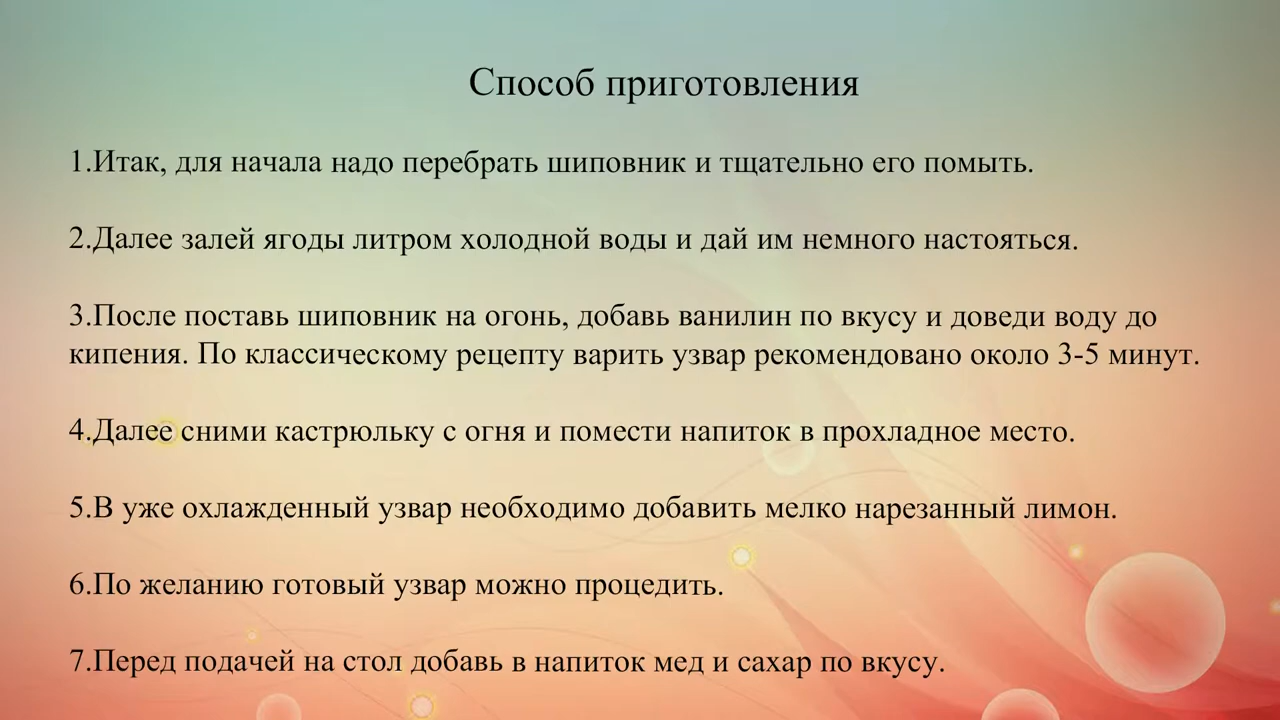 Способ приготовления
1.Итак, для начала надо перебрать шиповник и тщательно его помыть.
2.Далее залей ягоды литром холодной воды и дай им немного настояться.
3.После поставь шиповник на огонь, добавь ванилин по вкусу и доведи воду до
кипения. По классическому рецепту варить узвар рекомендовано около 3-5 минут.
4.Далее сними кастрюльку с огня и помести напиток в прохладное место.
5.В уже охлажденный узвар необходимо добавить мелко нарезанный лимон.
6.По желанию готовый узвар можно процедить.
7.Перед подачей на стол добавь в напиток мед и сахар по вкусу.